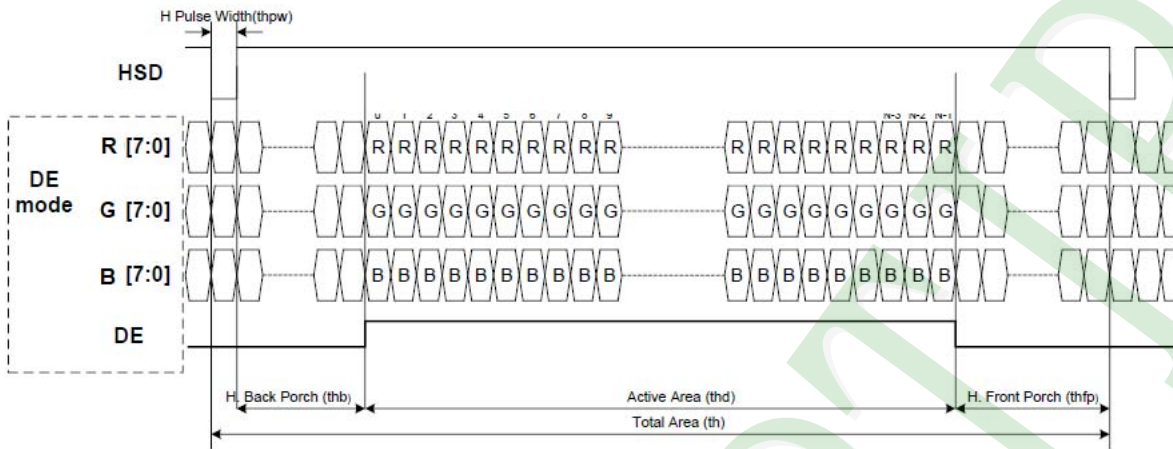 H Pulse Width(thpw)
HSD
0 1 2 3 4 5 6 7 8 9 N-3 N-2 N-1
R [7:0] R R R R R R R R R R R R R R R R R R R
DE
mode
G [7:0] G G G G G G G G G G G G G G G G G G G
B [7:0] B B B B B B B B B B B B B B B B B B B
DE
H. Back Porch (thb) Active Area (thd) H. Front Porch (thfp)
Total Area (th)